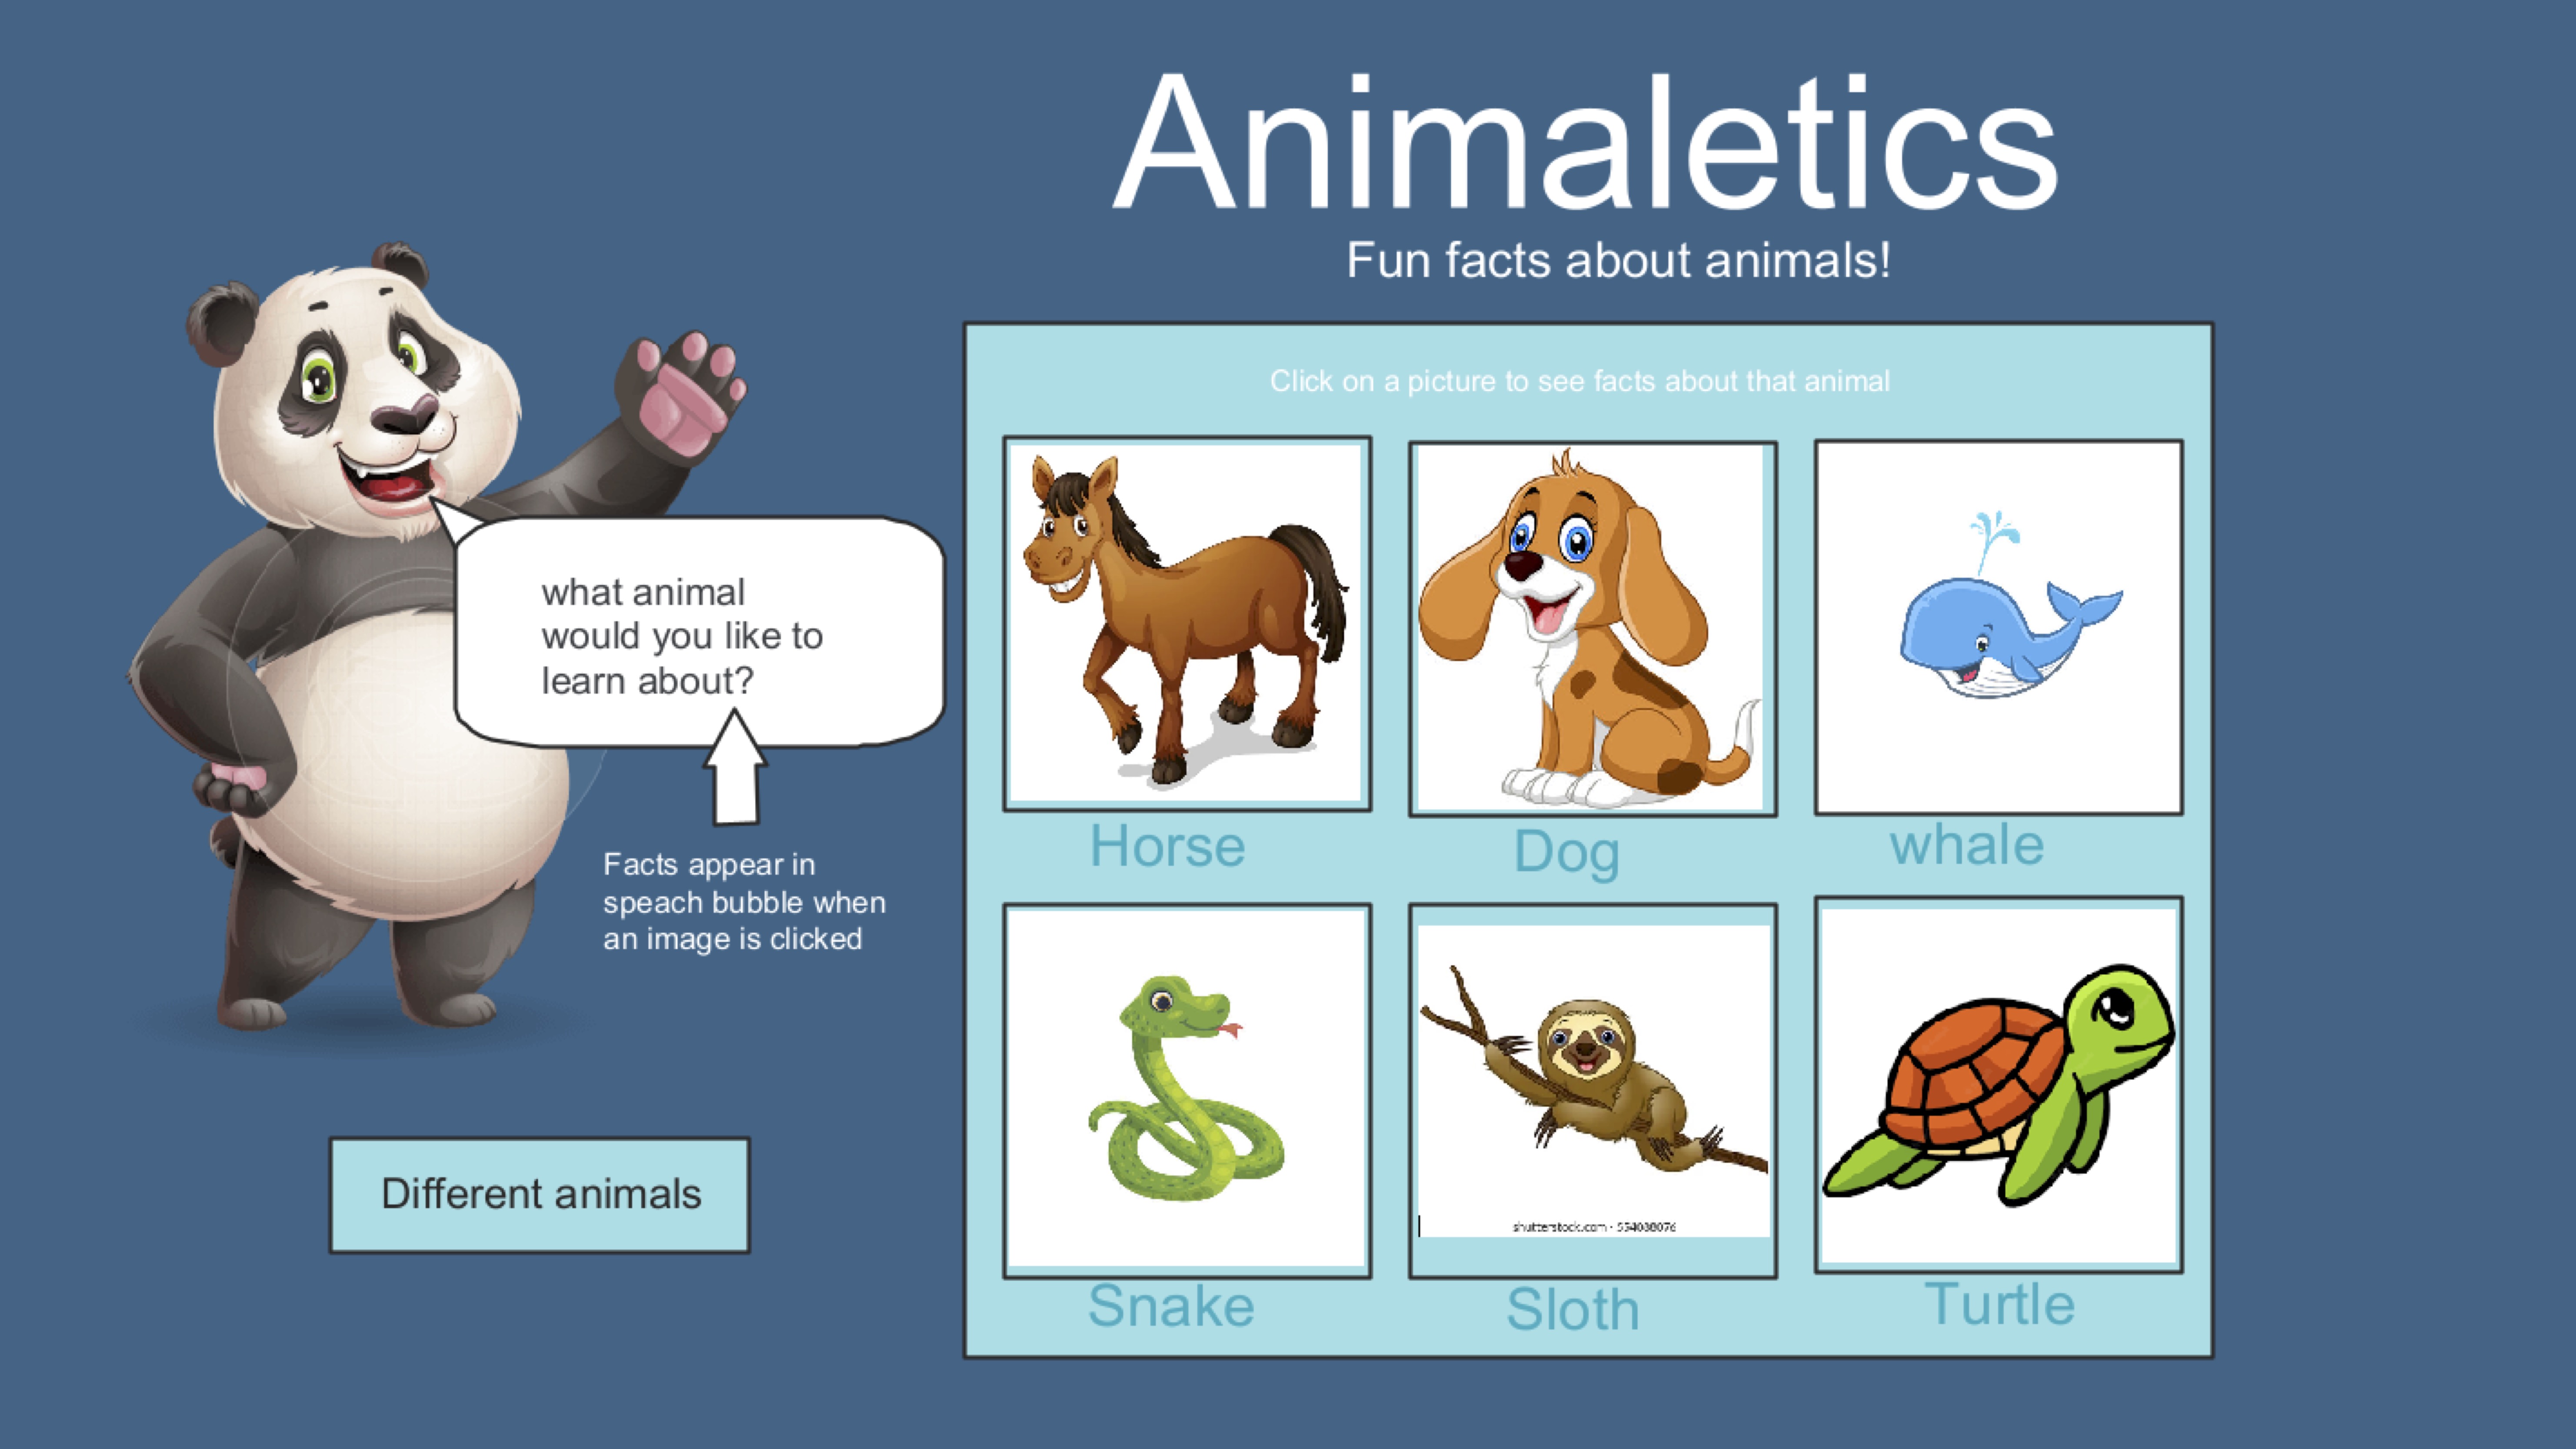 Animaletics
Fun facts about animals!
Click on a picture to see facts about that animal
what animal
would you like to
learn about?
Facts appear in
speach bubble when
an image is clicked
Horse
Dog
whale
shutterstock.com · 554088076
Snake
Sloth
Turtle
Different animals